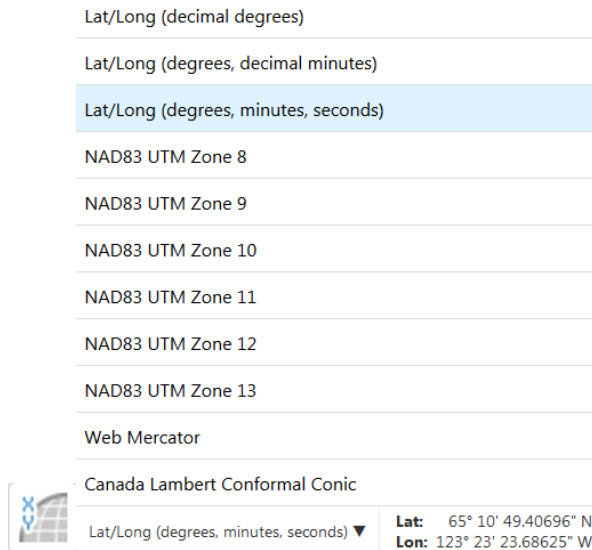 Lat/Long (decimal degrees)
Lat/Long (degrees, decimal minutes)
Lat/Long (degrees, minutes, seconds)
NAD83 UTM Zone 8
NAD83 UTM Zone 9
NAD83 UTM Zone 10
NAD83 UTM Zone 11
NAD83 UTM Zone 12
NAD83 UTM Zone 13
Web Mercator
Canada Lambert Conformal Conic
X
Y
Lat/Long (degrees, minutes, seconds) ▼
Lat: 65° 10' 49.40696" N
Lon: 123° 23' 23.68625" W